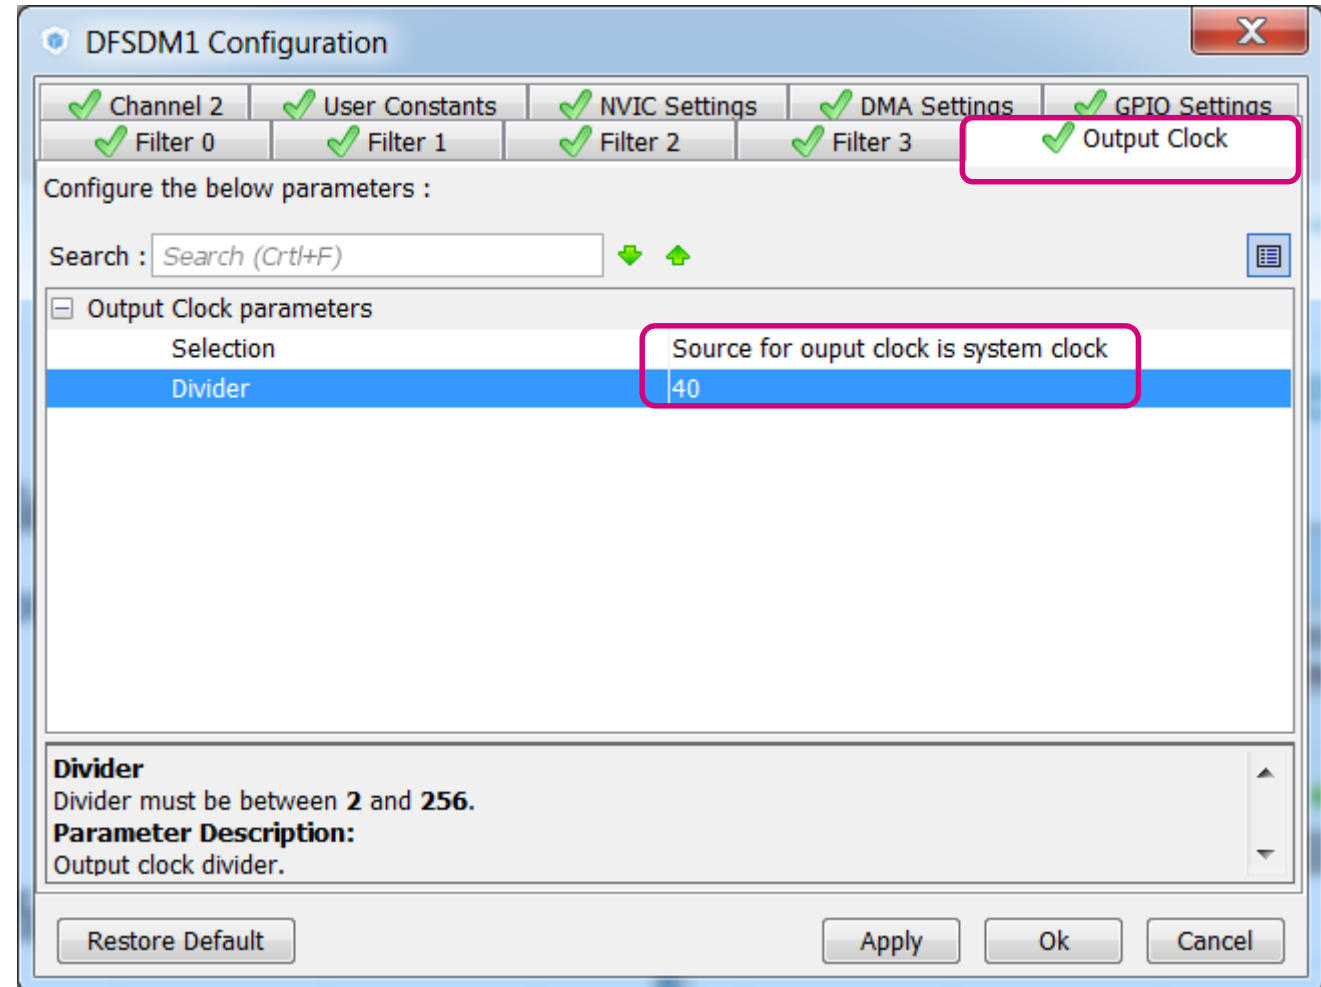 DFSDM1 Configuration
X
Channel 2 User Constants NVIC Settings DMA Settings GPIO Settings
Filter 0 Filter 1 Filter 2 Filter 3 Output Clock
Configure the below parameters :
Search : Search (Crtl+F)
Output Clock parameters
Selection Source for ouput clock is system clock
Divider 40
Divider
Divider must be between 2 and 256.
Parameter Description:
Output clock divider.
Restore Default Apply Ok Cancel